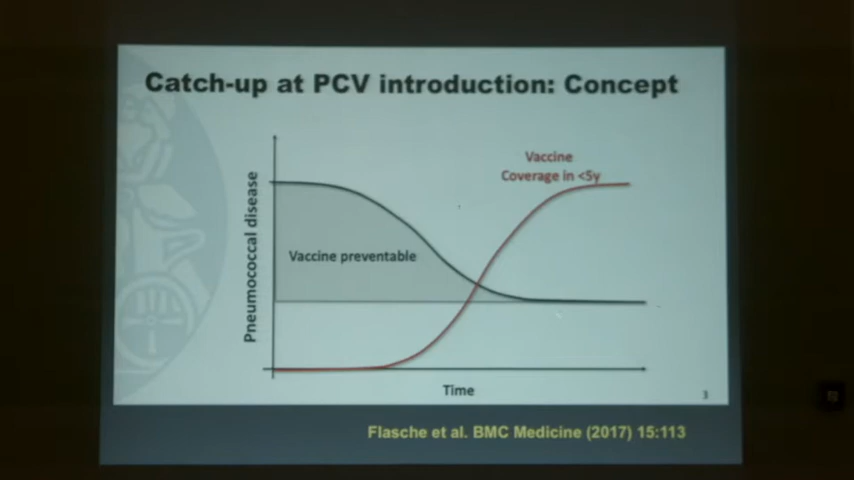 Catch-up at PCV introduction: Concept
Vaccine
Coverage in <5y
Pneumococcal disease
Vaccine preventable
Time
3
Flasche et al. BMC Medicine (2017) 15:113